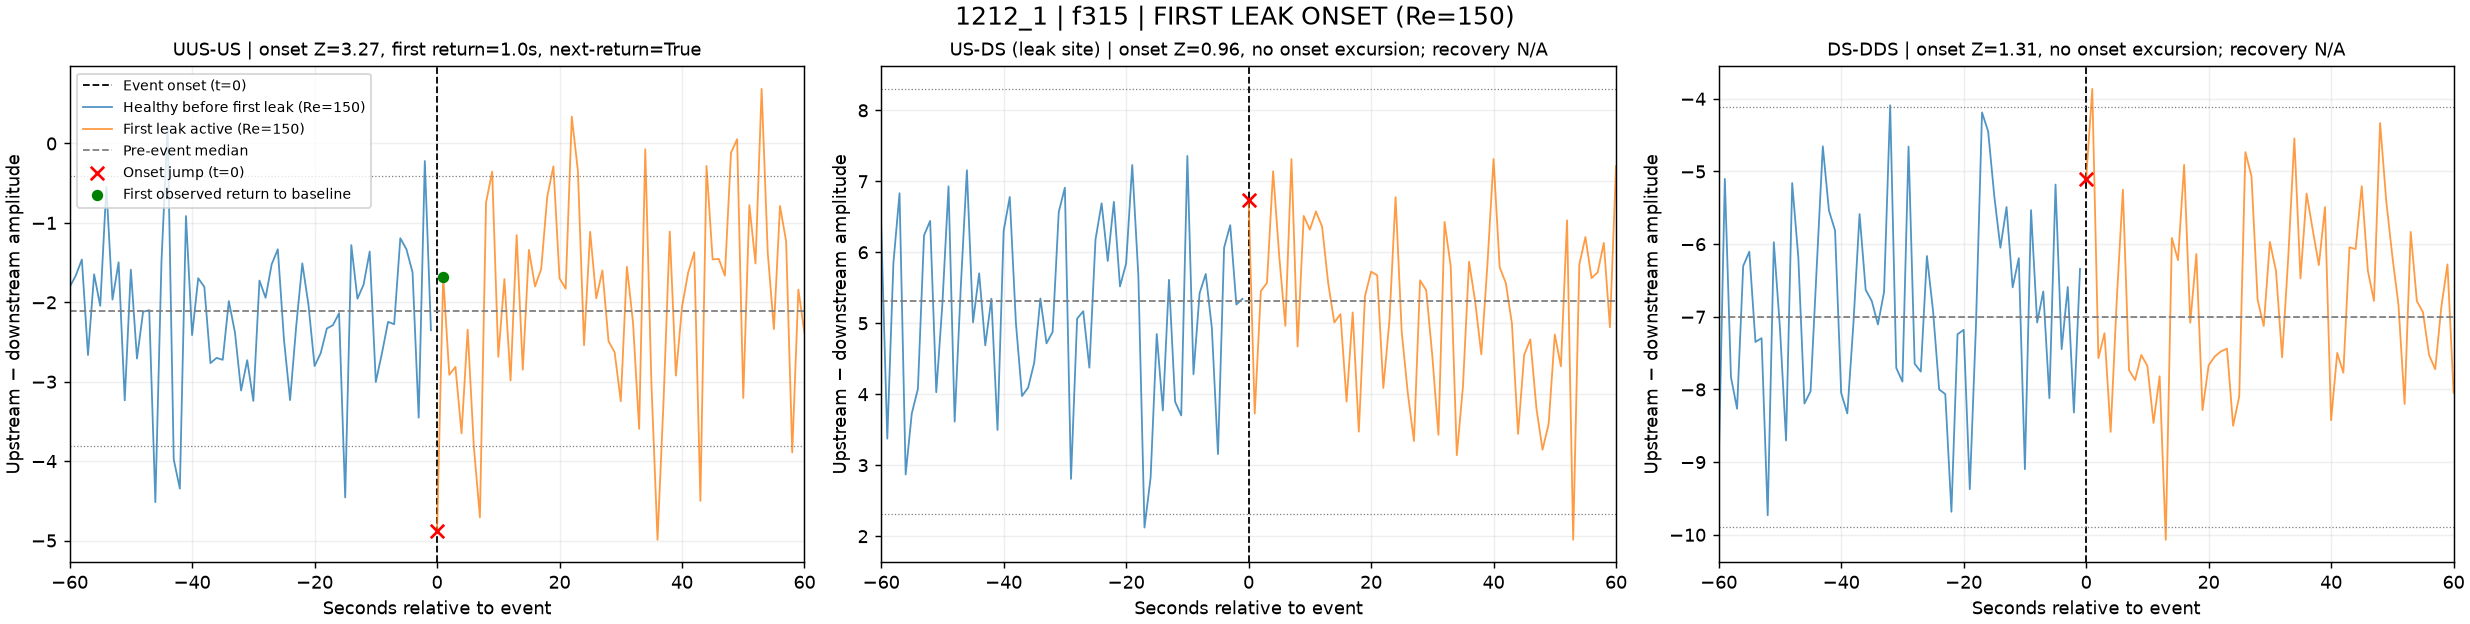 1212_1 | f315 | FIRST LEAK ONSET (Re=150)
UUS-US | onset Z=3.27, first return=1.0s, next-return=True
Upstream − downstream amplitude
0
−1
−2
−3
−4
−5
Event onset (t=0)
Healthy before first leak (Re=150)
First leak active (Re=150)
Pre-event median
Onset jump (t=0)
First observed return to baseline
−60 −40 −20 0 20 40 60
Seconds relative to event
US-DS (leak site) | onset Z=0.96, no onset excursion; recovery N/A
Upstream − downstream amplitude
8
7
6
5
4
3
2
−60 −40 −20 0 20 40 60
Seconds relative to event
DS-DDS | onset Z=1.31, no onset excursion; recovery N/A
Upstream − downstream amplitude
−4
−5
−6
−7
−8
−9
−10
−60 −40 −20 0 20 40 60
Seconds relative to event